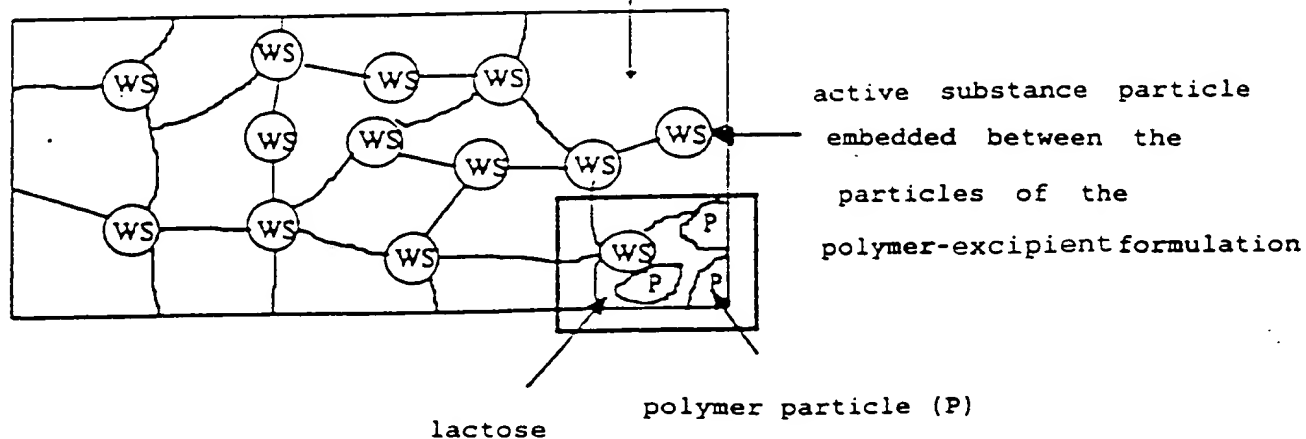 WS
WS
WS
WS
WS
WS
WS
WS
WS
WS
WS
WS
WS
P
P
P
active substance particle
embedded between the
particles of the
polymer-excipient formulation
polymer particle (P)
lactose